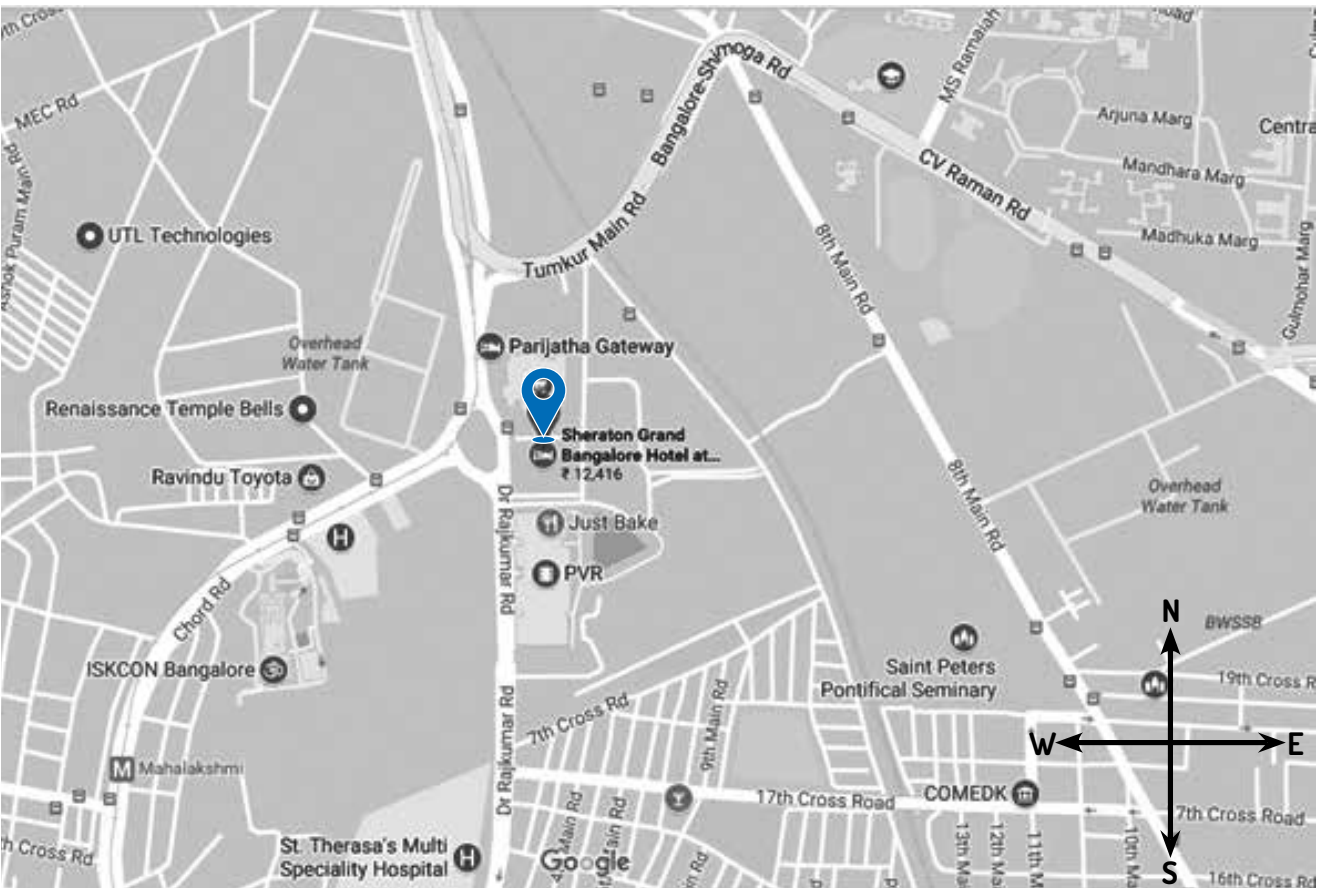 MEC Rd
Ashok Puram Main Rd
UTL Technologies
Bangalore-Shimoga Rd
Tumkur Main Rd
MS Ramaiah
Arjuna Marg
Centra
Mandhara Marg
CV Raman Rd
Madhuka Marg
Gulmohar Marg
8th Main Rd
Overhead
Water Tank
Parijatha Gateway
Renaissance Temple Bells
Sheraton Grand
Bangalore Hotel at...
₹ 12,416
Ravindu Toyota
H
Dr Rajkumar Rd
Just Bake
PVR
8th Main Rd
Overhead
Water Tank
Chord Rd
ISKCON Bangalore
N
BWSSB
Saint Peters
Pontifical Seminary
19th Cross R
7th Cross Rd
9th Main Rd
Dr Rajkumar Rd
W
E
M
Mahalakshmi
17th Cross Road
COMEDK
7th Cross Road
th Cross Rd
St. Therasa's Multi
Speciality Hospital
H
Google
Main Rd
13th Ma
12th Ma
11th M
10th M
S
16th Cross Rd